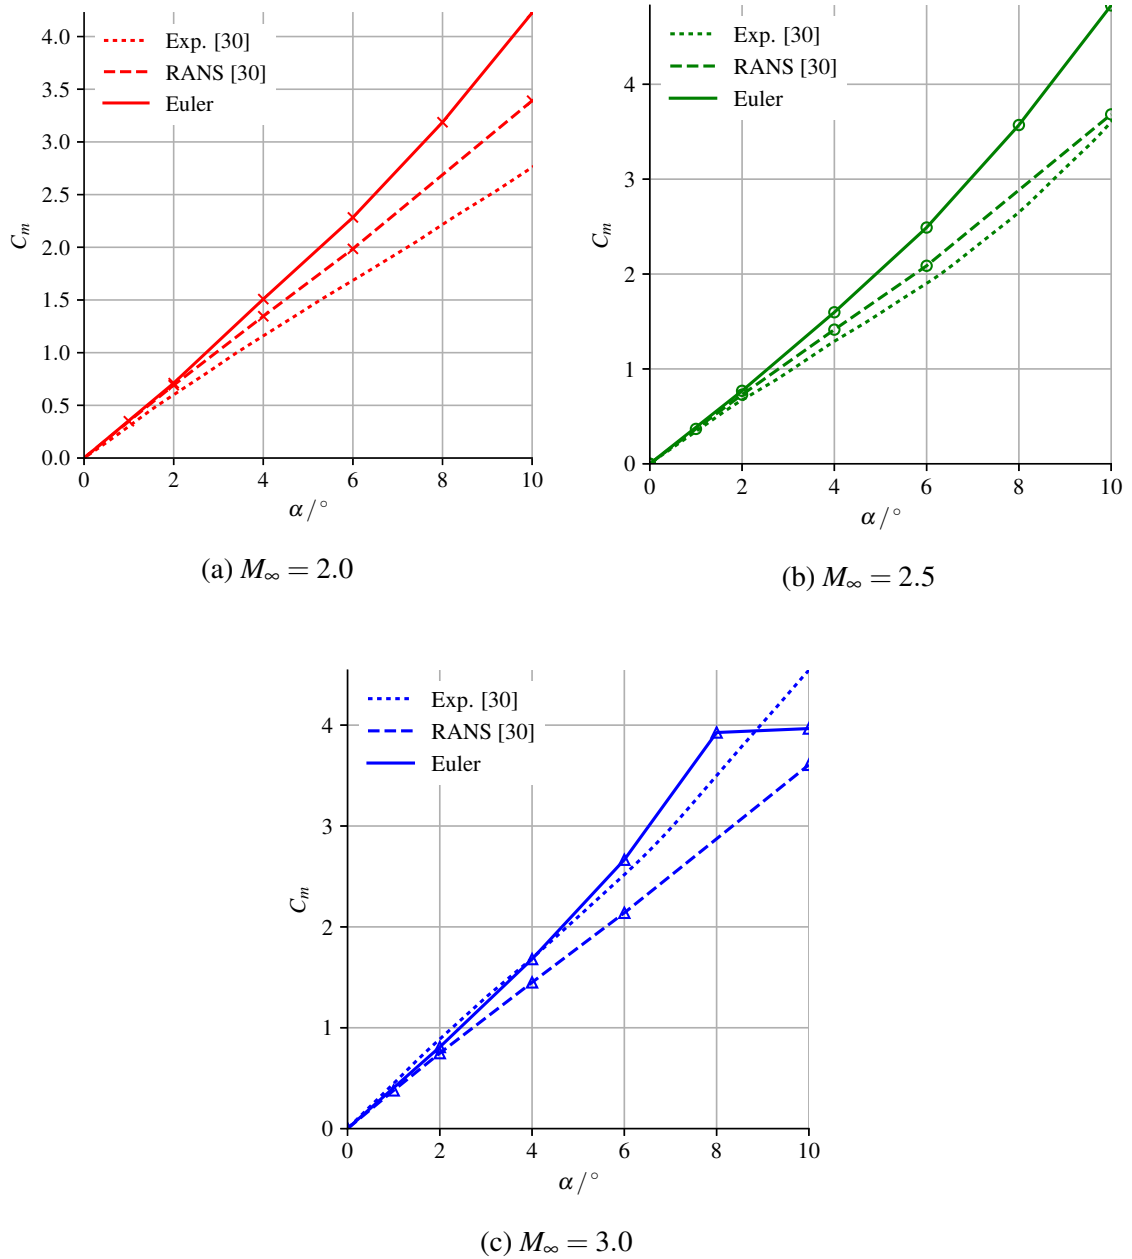 4.0
3.5
3.0
2.5
2.0
1.5
1.0
0.5
0.0
C_m
Exp. [30]
RANS [30]
Euler
0 2 4 6 8 10
α/°
(a) M∞ = 2.0
4
3
2
1
0
C_m
Exp. [30]
RANS [30]
Euler
0 2 4 6 8 10
α/°
(b) M∞ = 2.5
4
3
2
1
0
C_m
Exp. [30]
RANS [30]
Euler
0 2 4 6 8 10
α/°
(c) M∞ = 3.0